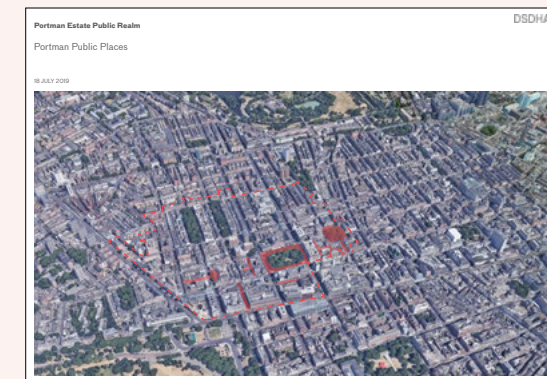 Portman Estate Public Realm
DSDHA
Portman Public Places
18 JULY 2019